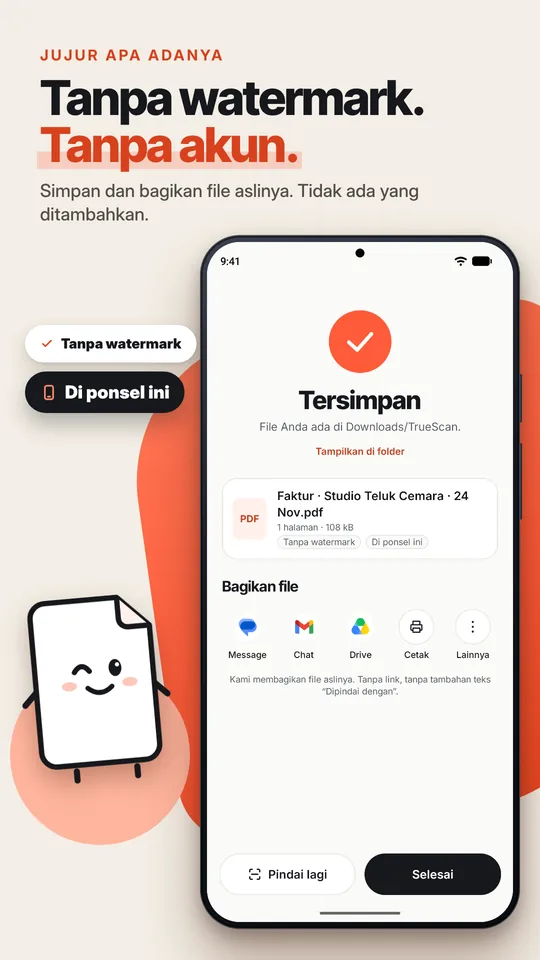 JUJUR APA ADANYA
Tanpa watermark.
Tanpa akun.
Simpan dan bagikan file aslinya. Tidak ada yang
ditambahkan.
9:41
Tanpa watermark
Di ponsel ini
Tersimpan
File Anda ada di Downloads/TrueScan.
Tampilkan di folder
PDF
Faktur · Studio Teluk Cemara · 24
Nov.pdf
1 halaman · 108 kB
Tanpa watermark Di ponsel ini
Bagikan file
Message Chat Drive Cetak Lainnya
Kami membagikan file aslinya. Tanpa link, tanpa tambahan teks
“Dipindai dengan”.
Pindai lagi Selesai